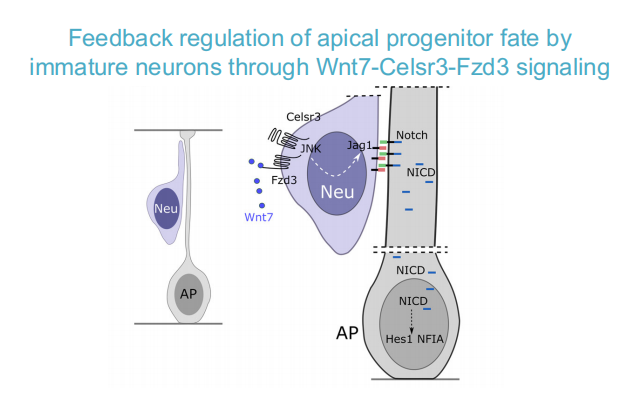 Feedback regulation of apical progenitor fate by
immature neurons through Wnt7-Celsr3-Fzd3 signaling
Celsr3
JNK
Jag1
Notch
NICD
Fzd3
Neu
Wnt7
Neu
AP
NICD
NICD
AP
Hes1 NFIA